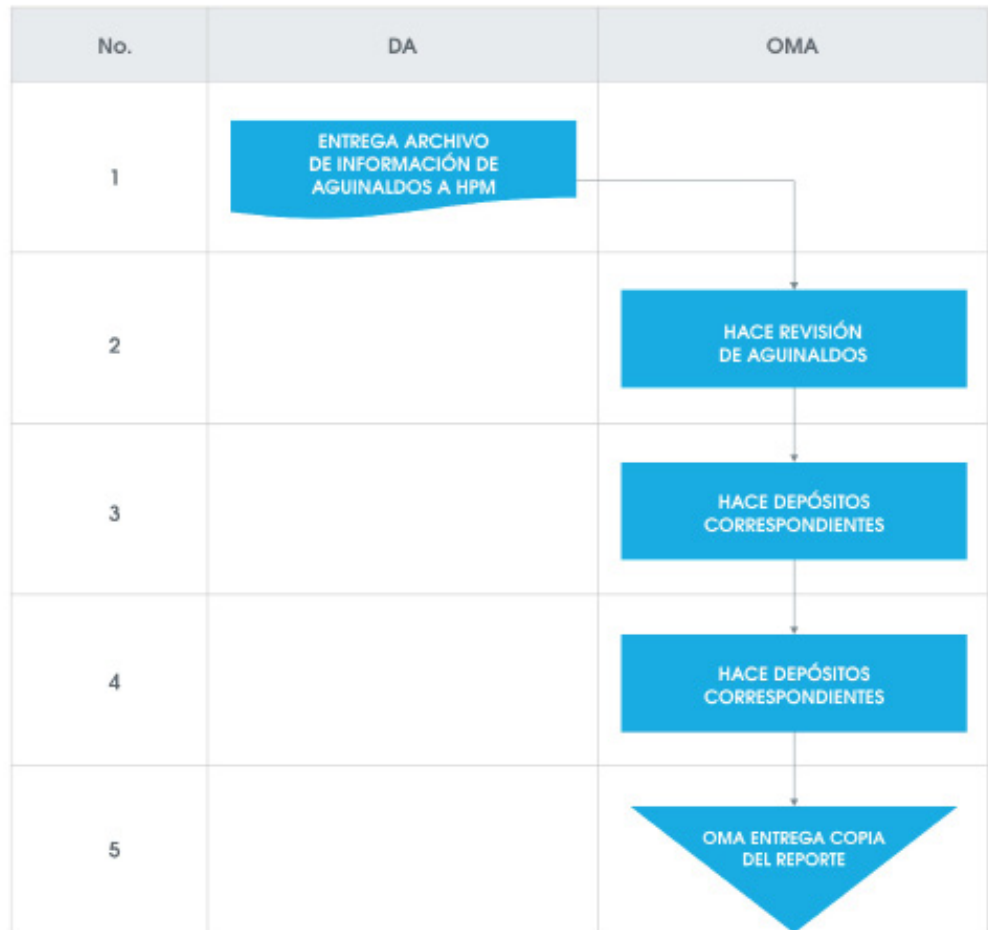 No.
DA
OMA
1
ENTREGA ARCHIVO
DE INFORMACIÓN DE
AGUINALDOS A HPM
2
HACE REVISIÓN
DE AGUINALDOS
3
HACE DEPÓSITOS
CORRESPONDIENTES
4
HACE DEPÓSITOS
CORRESPONDIENTES
5
OMA ENTREGA COPIA
DEL REPORTE